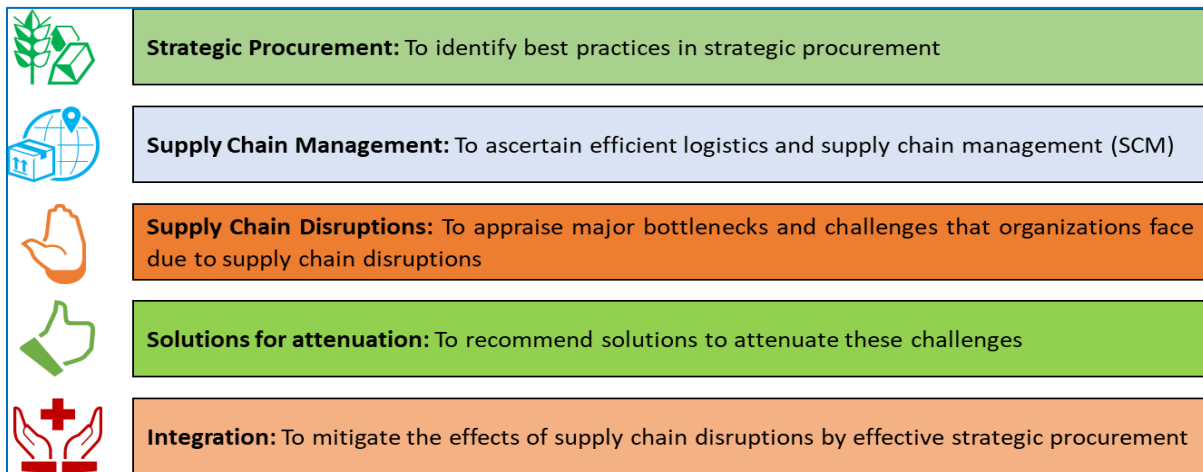 Strategic Procurement: To identify best practices in strategic procurement
Supply Chain Management: To ascertain efficient logistics and supply chain management (SCM)
Supply Chain Disruptions: To appraise major bottlenecks and challenges that organizations face
due to supply chain disruptions
Solutions for attenuation: To recommend solutions to attenuate these challenges
Integration: To mitigate the effects of supply chain disruptions by effective strategic procurement